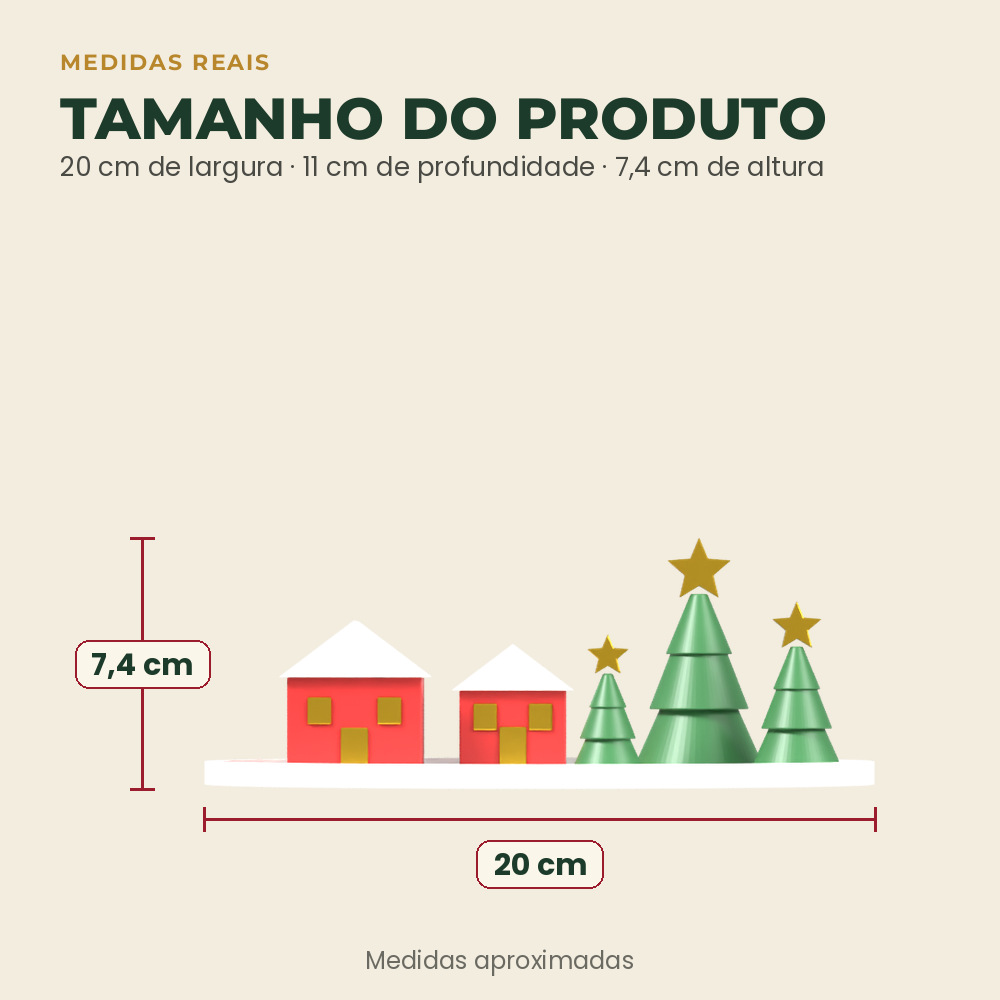 MEDIDAS REAIS
TAMANHO DO PRODUTO
20 cm de largura · 11 cm de profundidade · 7,4 cm de altura
7,4 cm
20 cm
Medidas aproximadas